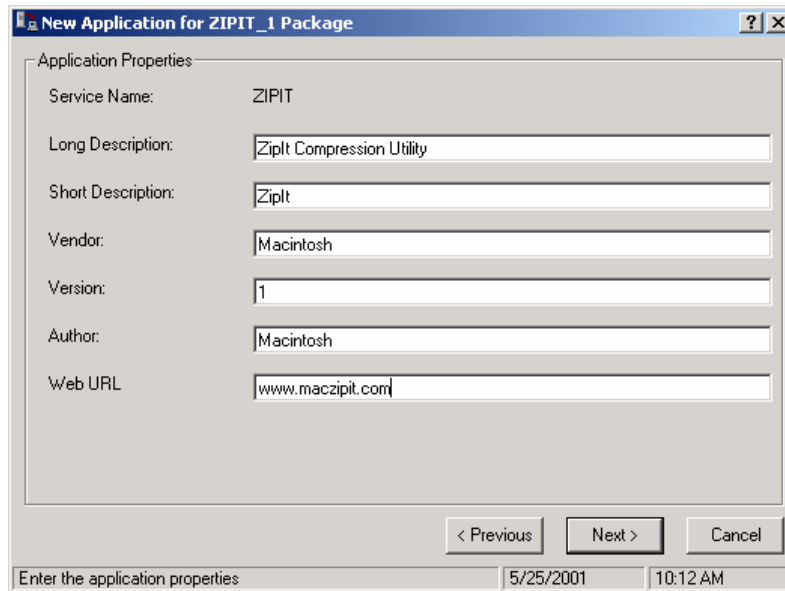 New Application for ZIPIT_1 Package
Application Properties
Service Name: ZIPIT
Long Description: ZipIt Compression Utility
Short Description: ZipIt
Vendor: Macintosh
Version: 1
Author: Macintosh
Web URL www.maczipit.com
< Previous Next > Cancel
Enter the application properties 5/25/2001 10:12 AM